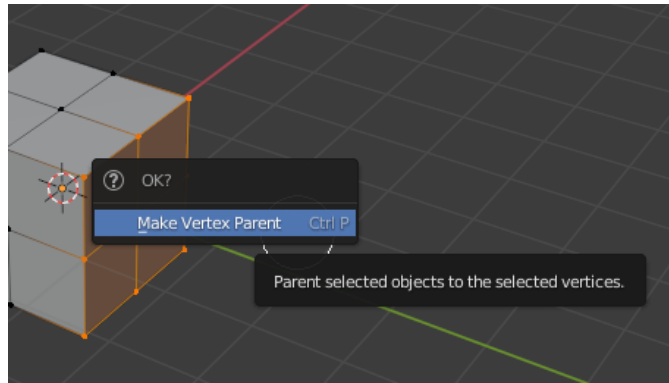 OK?
Make Vertex Parent Ctrl P
Parent selected objects to the selected vertices.